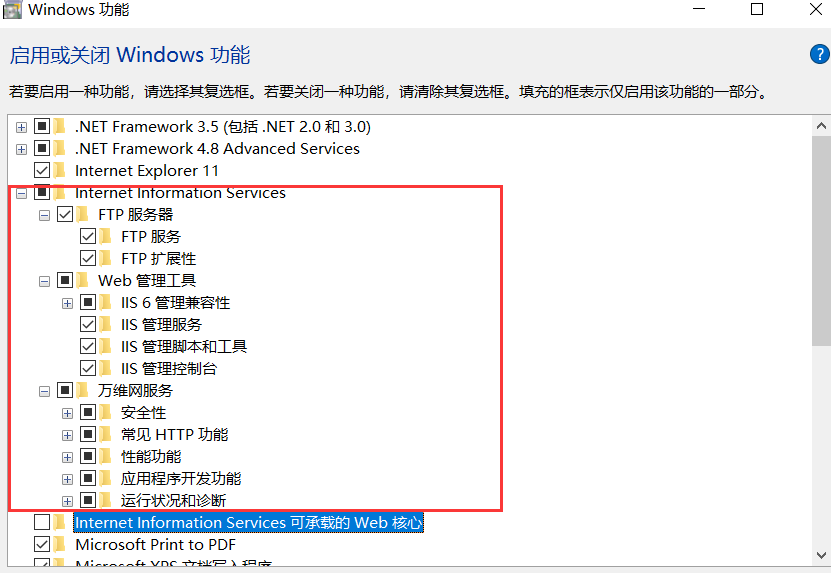 Windows 功能
启用或关闭 Windows 功能
?
若要启用一种功能，请选择其复选框。若要关闭一种功能，请清除其复选框。填充的框表示仅启用该功能的一部分。
.NET Framework 3.5 (包括 .NET 2.0 和 3.0)
.NET Framework 4.8 Advanced Services
Internet Explorer 11
Internet Information Services
FTP 服务器
FTP 服务
FTP 扩展性
Web 管理工具
IIS 6 管理兼容性
IIS 管理服务
IIS 管理脚本和工具
IIS 管理控制台
万维网服务
安全性
常见 HTTP 功能
性能功能
应用程序开发功能
运行状况和诊断
Internet Information Services 可承载的 Web 核心
Microsoft Print to PDF
Microsoft XPS 文档写入程序